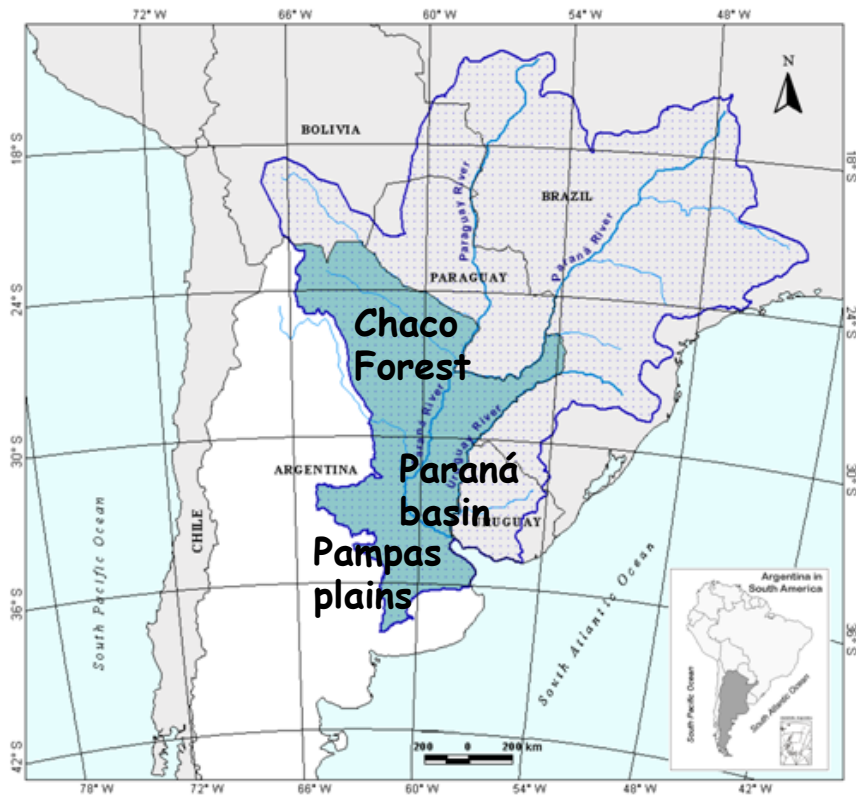 72° W
66° W
60° W
54° W
48° W
N
BOLIVIA
18°S
18°S
Paraguay River
BRAZIL
Paraná River
PARAGUAY
24°S
24°S
Chaco
Forest
Paraná River
Uruguay River
30°S
30°S
ARGENTINA
Paraná
basin
URUGUAY
CHILE
Pampas
plains
South Pacific Ocean
South Atlantic Ocean
36°S
36°S
Argentina in
South America
South Pacific Ocean
South Atlantic Ocean
200 0 200 km
42°S
78° W
72° W
66° W
60° W
54° W
48° W
42° W